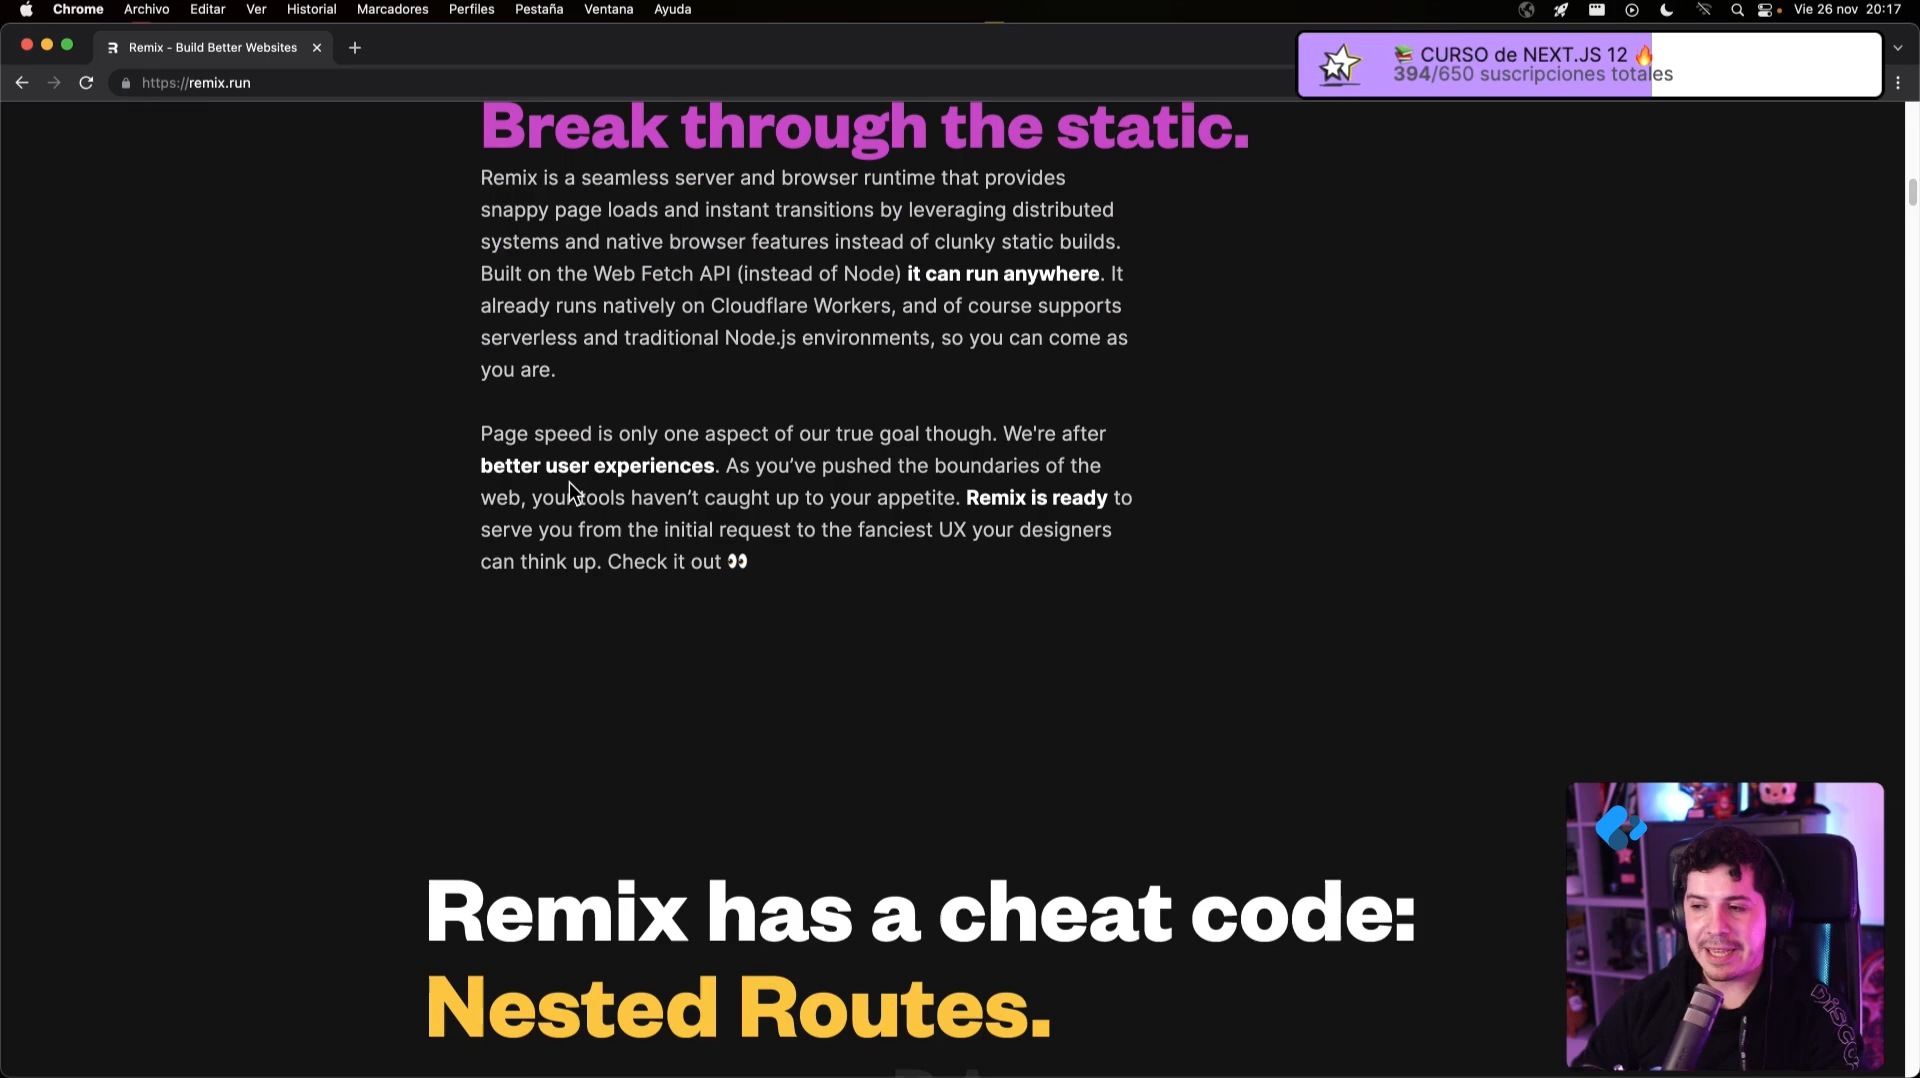 Chrome Archivo Editar Ver Historial Marcadores Perfiles Pestaña Ventana Ayuda Vie 26 nov 20:17
Remix - Build Better Websites
https://remix.run
📚 CURSO de NEXT.JS 12 🔥
394/650 suscripciones totales
Break through the static.
Remix is a seamless server and browser runtime that provides
snappy page loads and instant transitions by leveraging distributed
systems and native browser features instead of clunky static builds.
Built on the Web Fetch API (instead of Node) it can run anywhere. It
already runs natively on Cloudflare Workers, and of course supports
serverless and traditional Node.js environments, so you can come as
you are.
Page speed is only one aspect of our true goal though. We're after
better user experiences. As you’ve pushed the boundaries of the
web, your tools haven’t caught up to your appetite. Remix is ready to
serve you from the initial request to the fanciest UX your designers
can think up. Check it out 👀
Remix has a cheat code:
Nested Routes.